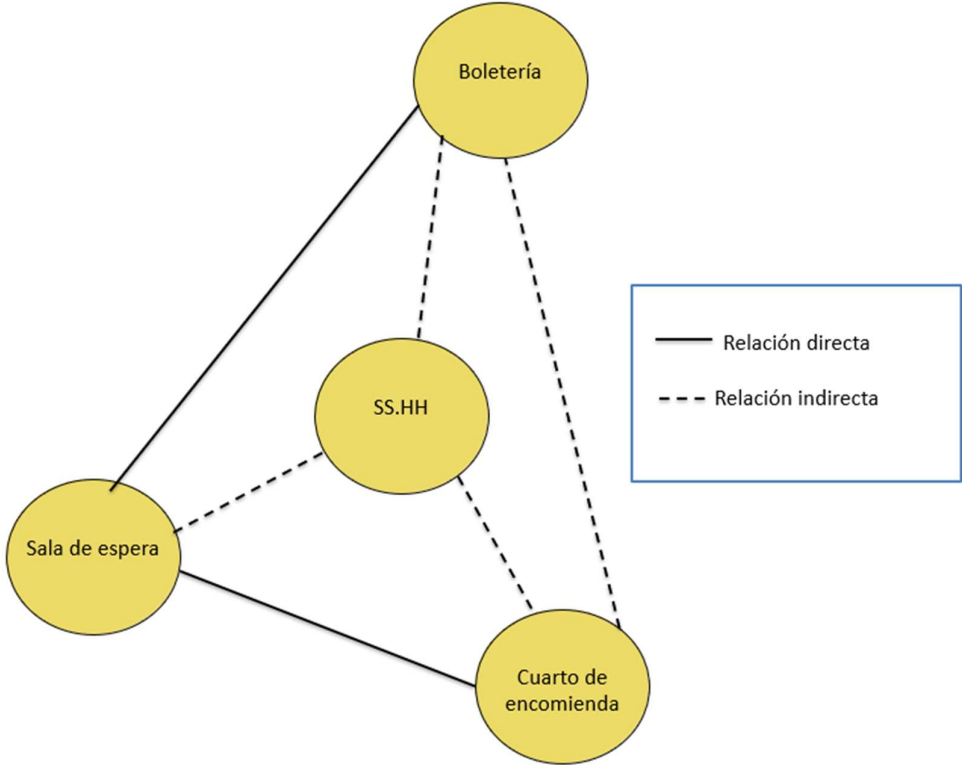 Boletería
Relación directa
Relación indirecta
SS.HH
Sala de espera
Cuarto de
encomienda